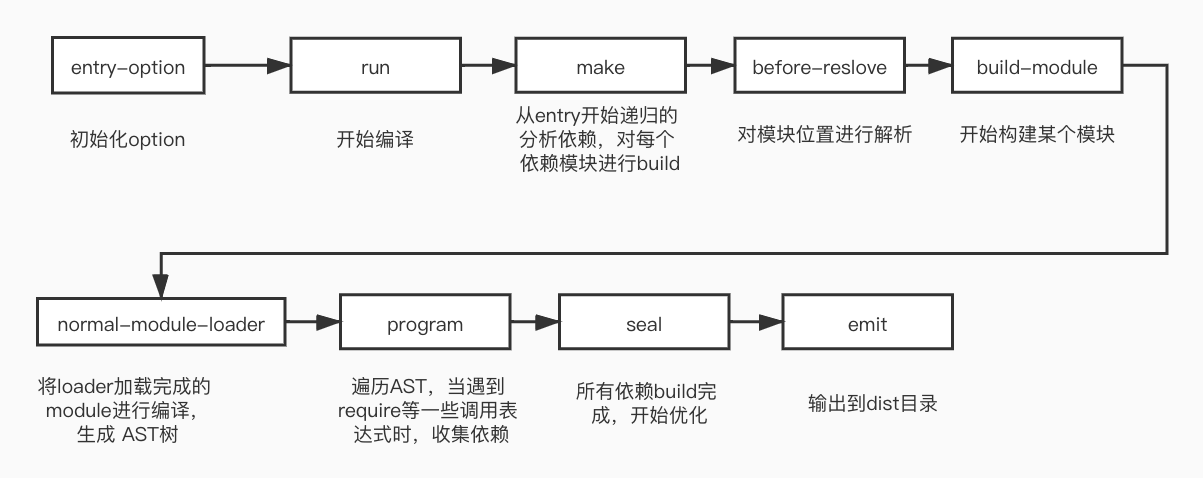 entry-option
run
make
before-reslove
build-module
初始化option
开始编译
从entry开始递归的
分析依赖，对每个
依赖模块进行build
对模块位置进行解析
开始构建某个模块
normal-module-loader
program
seal
emit
将loader加载完成的
module进行编译，
生成 AST树
遍历AST，当遇到
require等一些调用表
达式时，收集依赖
所有依赖build完
成，开始优化
输出到dist目录